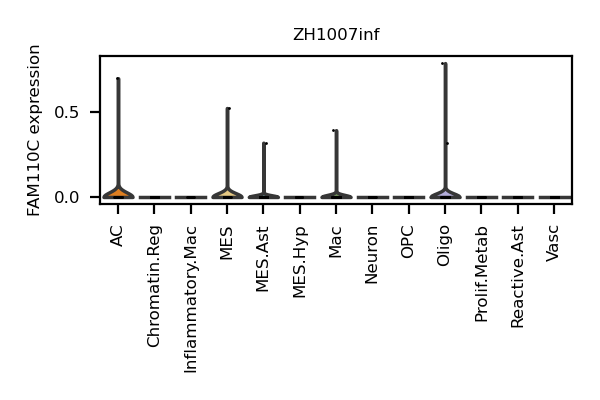 ZH1007inf
FAM110C expression
0.5
0.0
AC
Chromatin.Reg
Inflammatory.Mac
MES
MES.Ast
MES.Hyp
Mac
Neuron
OPC
Oligo
Prolif.Metab
Reactive.Ast
Vasc